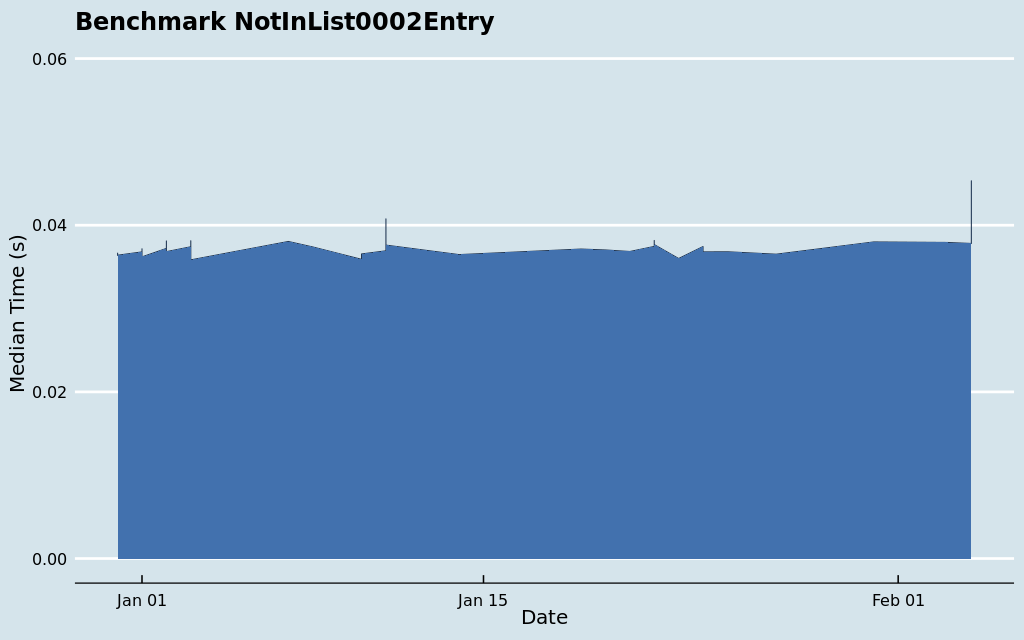 Benchmark NotInList0002Entry
0.06
0.04
0.02
0.00
Median Time (s)
Jan 01
Jan 15
Feb 01
Date